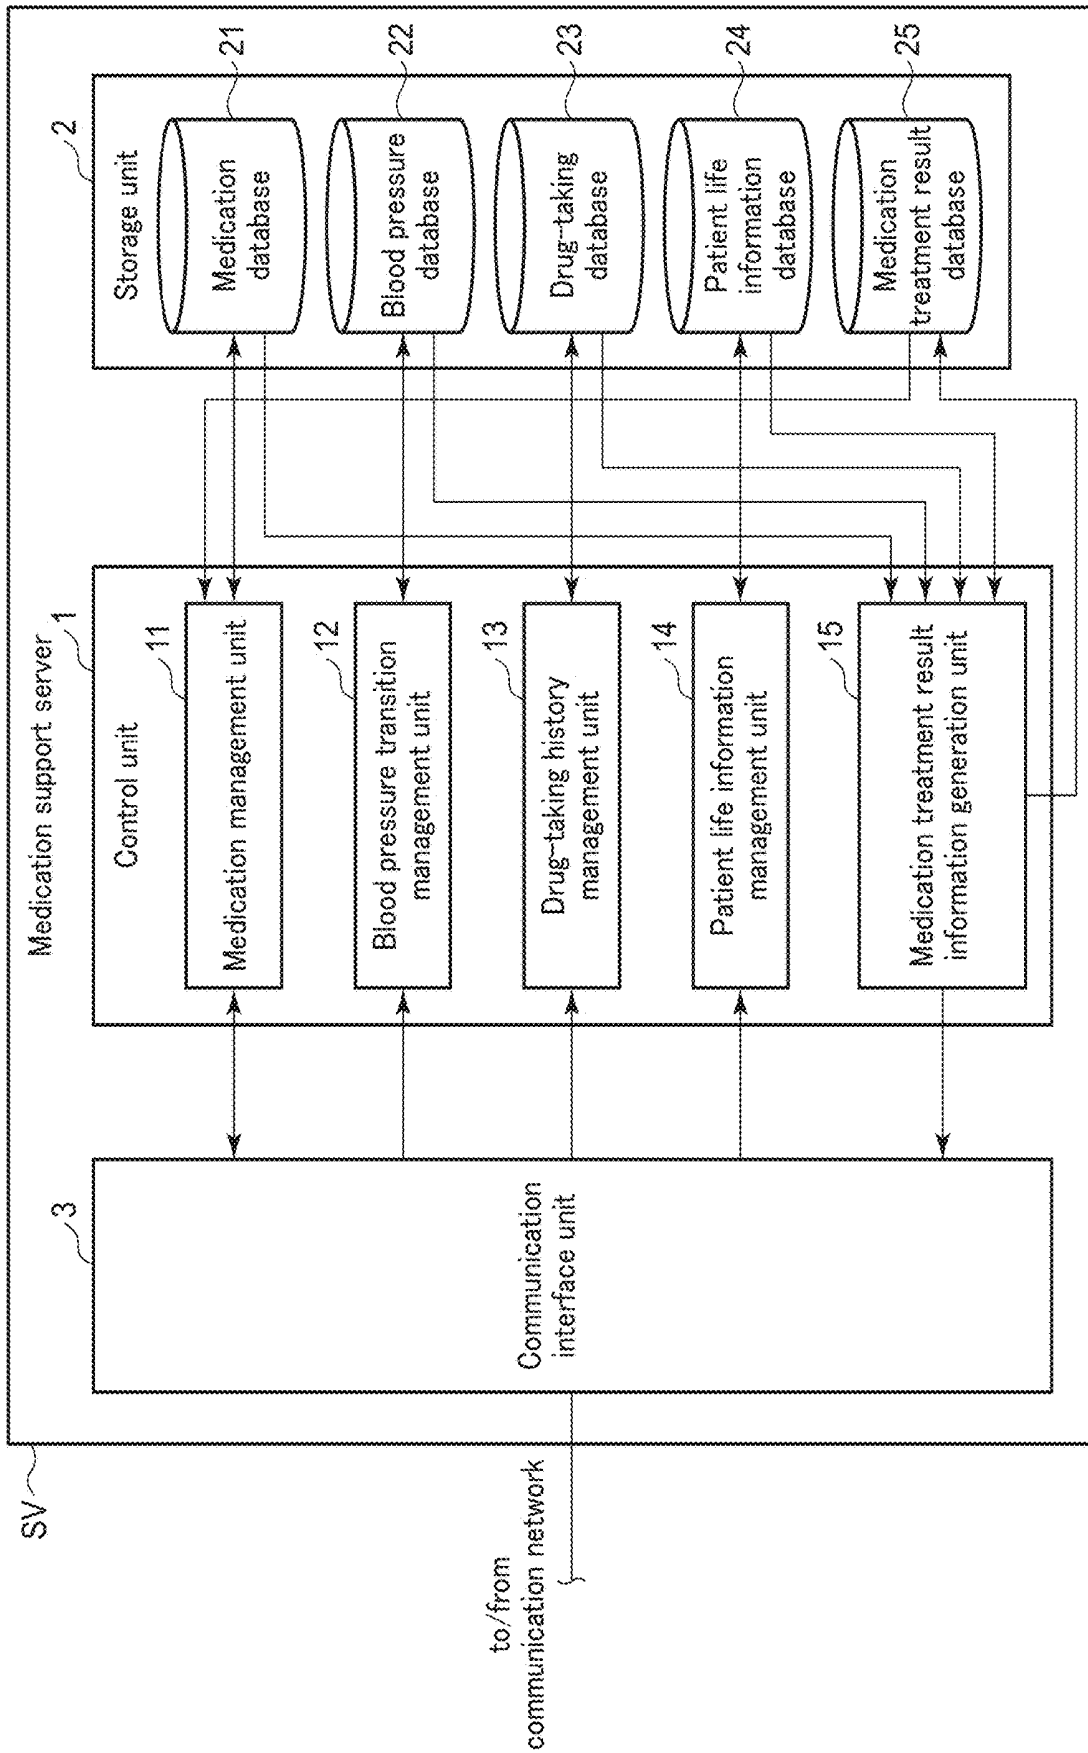 SV
Medication support server
to/from
communication network
3
Communication
interface unit
1
Control unit
11
Medication management unit
12
Blood pressure transition
management unit
13
Drug-taking history
management unit
14
Patient life information
management unit
15
Medication treatment result
information generation unit
2
Storage unit
21
Medication
database
22
Blood pressure
database
23
Drug-taking
database
24
Patient life
information
database
25
Medication
treatment result
database